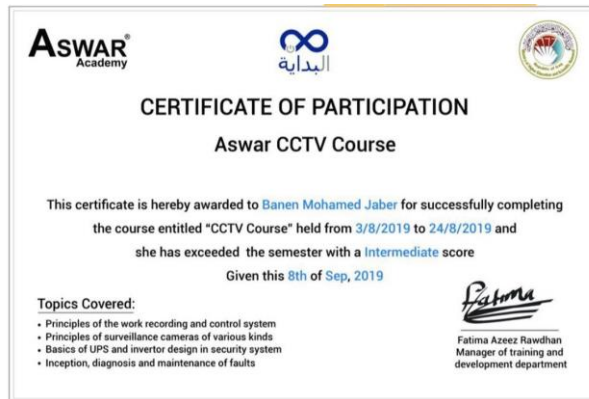 ASWAR®
Academy
البداية
CERTIFICATE OF PARTICIPATION
Aswar CCTV Course
This certificate is hereby awarded to Banen Mohamed Jaber for successfully completing
the course entitled “CCTV Course” held from 3/8/2019 to 24/8/2019 and
she has exceeded the semester with a Intermediate score
Given this 8th of Sep, 2019
Topics Covered:
• Principles of the work recording and control system
• Principles of surveillance cameras of various kinds
• Basics of UPS and invertor design in security system
• Inception, diagnosis and maintenance of faults
Fatima
Fatima Azeez Rawdhan
Manager of training and
development department